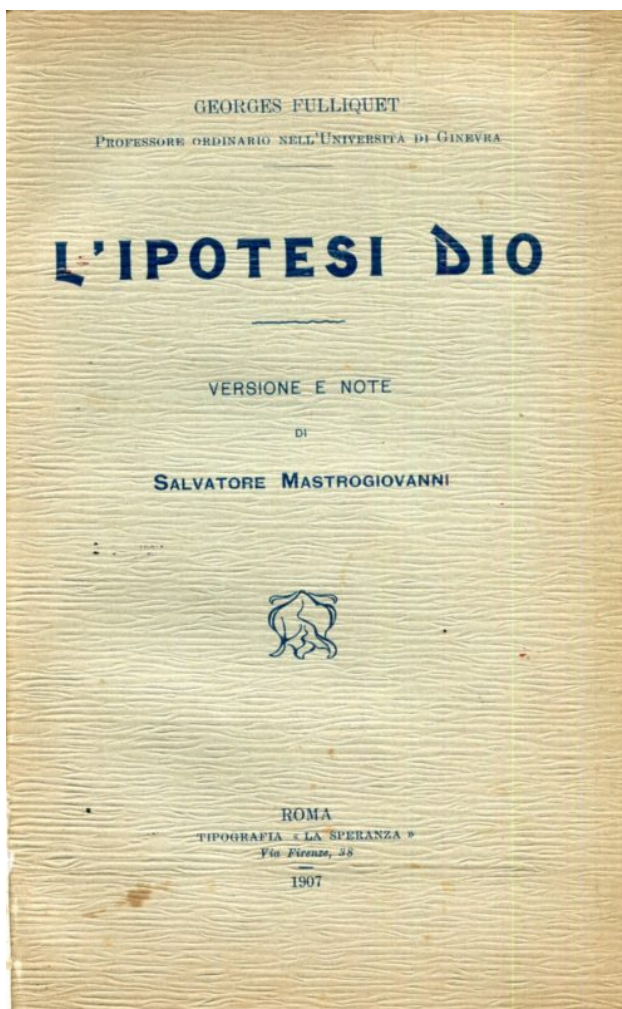 GEORGES FULLIQUET
PROFESSORE ORDINARIO NELL'UNIVERSITÀ DI GINEVRA
L'IPOTESI DIO
VERSIONE E NOTE
DI
SALVATORE MASTROGIOVANNI
ROMA
TIPOGRAFIA « LA SPERANZA »
Via Firenze, 38
1907